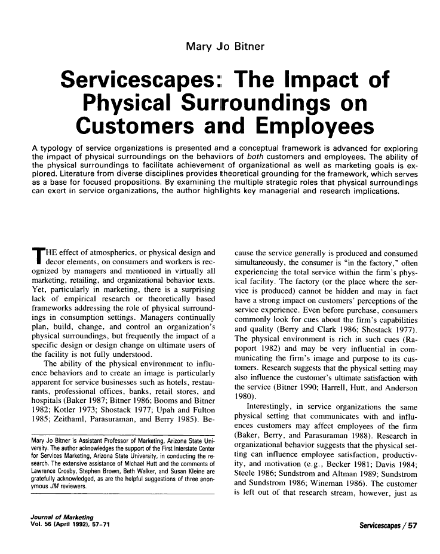 Mary Jo Bitner
Servicescapes: The Impact of
Physical Surroundings on
Customers and Employees
A typology of service organizations is presented and a conceptual framework is advanced for exploring
the impact of physical surroundings on the behaviors of both customers and employees. The ability of
the physical surroundings to facilitate achievement of organizational as well as marketing goals is ex-
plored. Literature from diverse disciplines provides theoretical grounding for the framework, which serves
as a base for focused propositions. By examining the multiple strategic roles that physical surroundings
can exert in service organizations, the author highlights key managerial and research implications.
THE effect of atmospherics, or physical design and
decor elements, on consumers and workers is rec-
ognized by managers and mentioned in virtually all
marketing, retailing, and organizational behavior texts.
Yet, particularly in marketing, there is a surprising
lack of empirical research or theoretically based
frameworks addressing the role of physical surround-
ings in consumption settings. Managers continually
plan, build, change, and control an organization's
physical surroundings, but frequently the impact of a
specific design or design change on ultimate users of
the facility is not fully understood.
The ability of the physical environment to influ-
ence behaviors and to create an image is particularly
apparent for service businesses such as hotels, restau-
rants, professional offices, banks, retail stores, and
hospitals (Baker 1987; Bitner 1986; Booms and Bitner
1982; Kotler 1973; Shostack 1977; Upah and Fulton
1985; Zeithaml, Parasuraman, and Berry 1985). Be-
Mary Jo Bitner is Assistant Professor of Marketing, Arizona State Uni-
versity. The author acknowledges the support of the First Interstate Center
for Services Marketing, Arizona State University, in conducting the re-
search. The extensive assistance of Michael Hutt and the comments of
Lawrence Crosby, Stephen Brown, Beth Walker, and Susan Kleine are
gratefully acknowledged, as are the helpful suggestions of three anon-
ymous JM reviewers.
cause the service generally is produced and consumed
simultaneously, the consumer is "in the factory," often
experiencing the total service within the firm's phys-
ical facility. The factory (or the place where the ser-
vice is produced) cannot be hidden and may in fact
have a strong impact on customers' perceptions of the
service experience. Even before purchase, consumers
commonly look for cues about the firm's capabilities
and quality (Berry and Clark 1986; Shostack 1977).
The physical environment is rich in such cues (Ra-
poport 1982) and may be very influential in com-
municating the firm's image and purpose to its cus-
tomers. Research suggests that the physical setting may
also influence the customer's ultimate satisfaction with
the service (Bitner 1990; Harrell, Hutt, and Anderson
1980).
Interestingly, in service organizations the same
physical setting that communicates with and influ-
ences customers may affect employees of the firm
(Baker, Berry, and Parasuraman 1988). Research in
organizational behavior suggests that the physical set-
ting can influence employee satisfaction, productiv-
ity, and motivation (e.g., Becker 1981; Davis 1984;
Steele 1986; Sundstrom and Altman 1989; Sundstrom
and Sundstrom 1986; Wineman 1986). The customer
is left out of that research stream, however, just as
Journal of Marketing
Vol. 56 (April 1992), 57-71
Servicescapes / 57